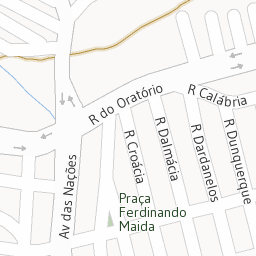 R do Oratório
R Calábria
Av das Nações
R Croácia
R Dalmácia
R Dardanelos
R Dunquerque
Praça
Ferdinando
Maida